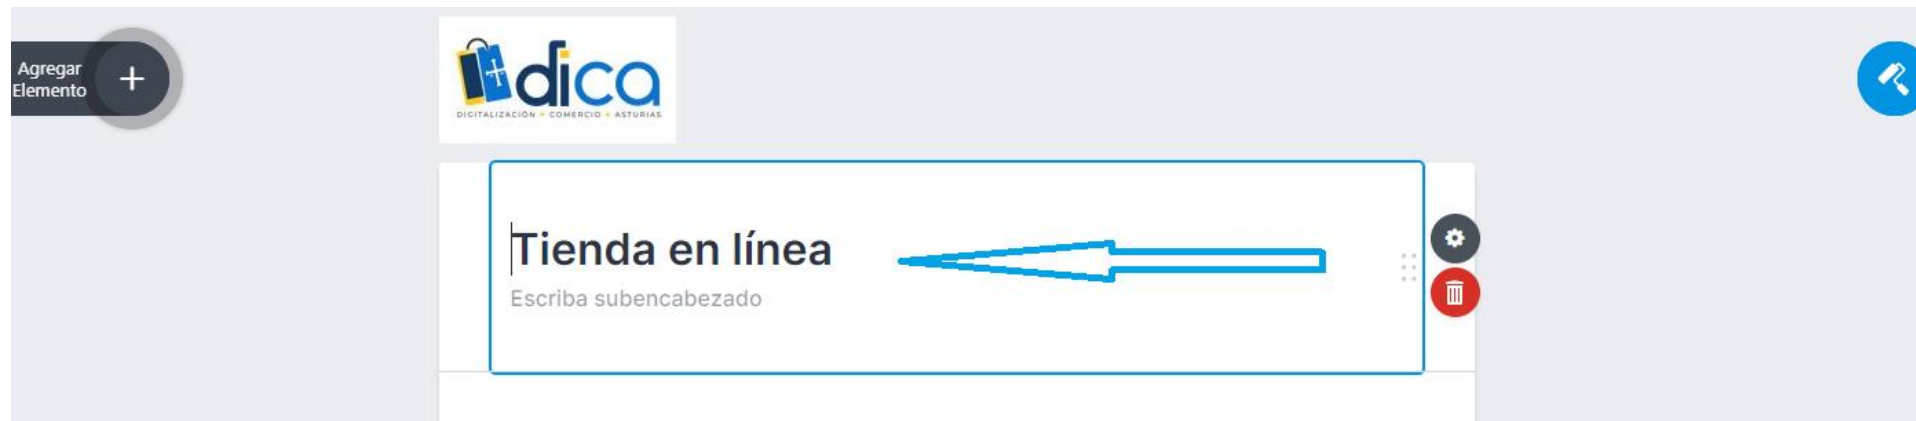 Agregar
Elemento
dica
DIGITALIZACIÓN • COMERCIO • ASTURIAS
Tienda en línea
Escriba subencabezado